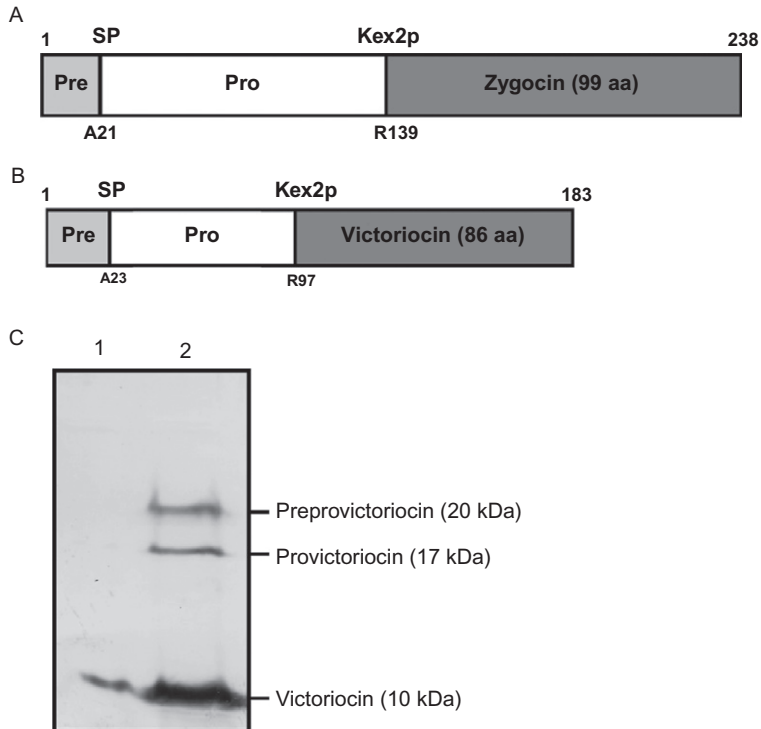 A
1 SP Kex2p 238
Pre Pro Zygocin (99 aa)
A21 R139
B
1 SP Kex2p 183
Pre Pro Victoriocin (86 aa)
A23 R97
C
1 2
Preprovictoriocin (20 kDa)
Provictoriocin (17 kDa)
Victoriocin (10 kDa)